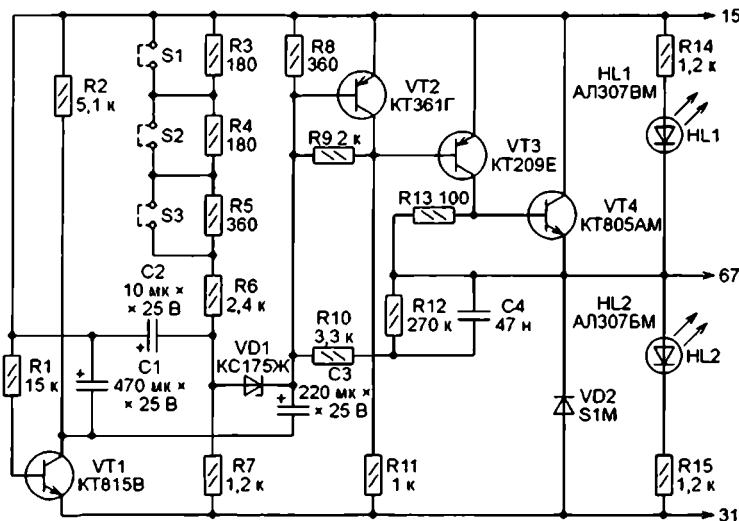 15
R2
5,1 к
S1
R3
180
R8
360
VT2
КТ361Г
R14
1,2 к
HL1
АЛ307ВМ
HL1
S2
R4
180
R9 2 к
VT3
КТ209Е
S3
R5
360
R13 100
VT4
КТ805АМ
67
C2
10 мк ×
× 25 В
R6
2,4 к
R12
270 к
C4
47 н
HL2
АЛ307БМ
HL2
R1
15 к
C1
470 мк ×
× 25 В
VD1
КС175Ж
R10
3,3 к
C3
220 мк ×
× 25 В
VD2
S1M
VT1
КТ815В
R7
1,2 к
R11
1 к
R15
1,2 к
31